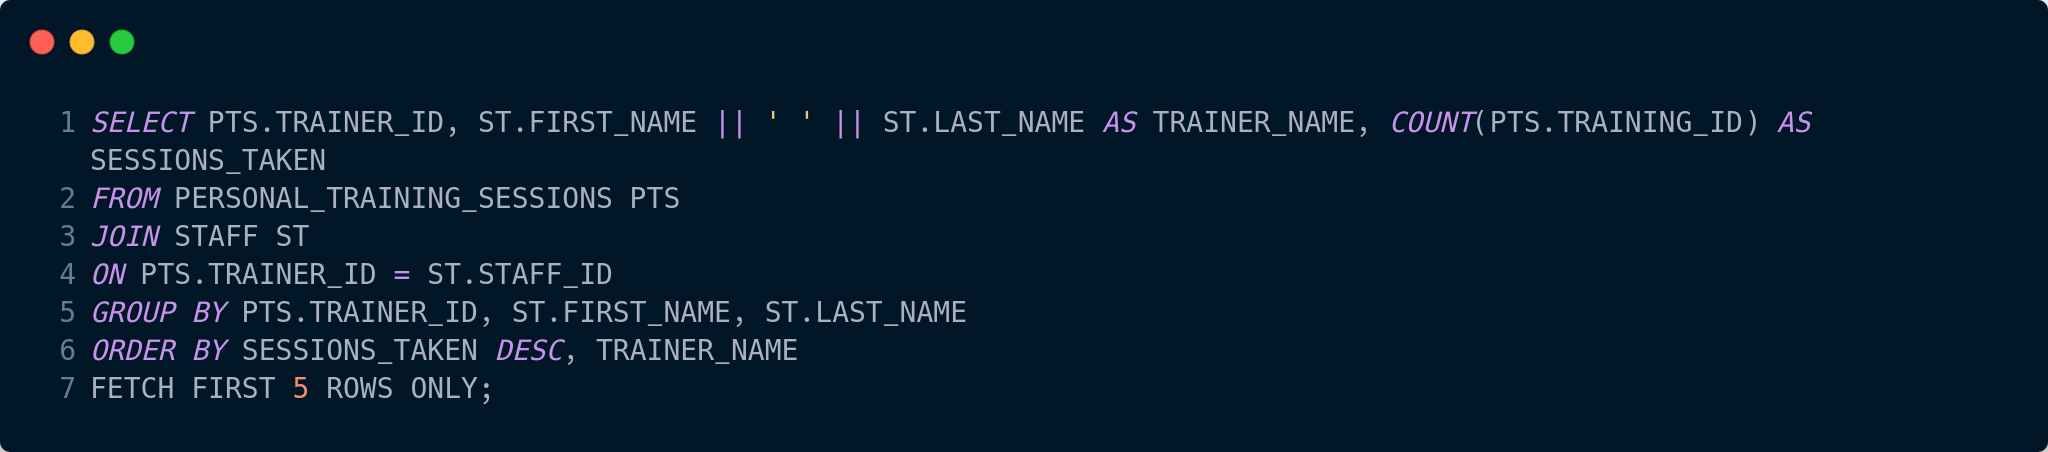 1 SELECT PTS.TRAINER_ID, ST.FIRST_NAME || ' ' || ST.LAST_NAME AS TRAINER_NAME, COUNT(PTS.TRAINING_ID) AS
SESSIONS_TAKEN
2 FROM PERSONAL_TRAINING_SESSIONS PTS
3 JOIN STAFF ST
4 ON PTS.TRAINER_ID = ST.STAFF_ID
5 GROUP BY PTS.TRAINER_ID, ST.FIRST_NAME, ST.LAST_NAME
6 ORDER BY SESSIONS_TAKEN DESC, TRAINER_NAME
7 FETCH FIRST 5 ROWS ONLY;